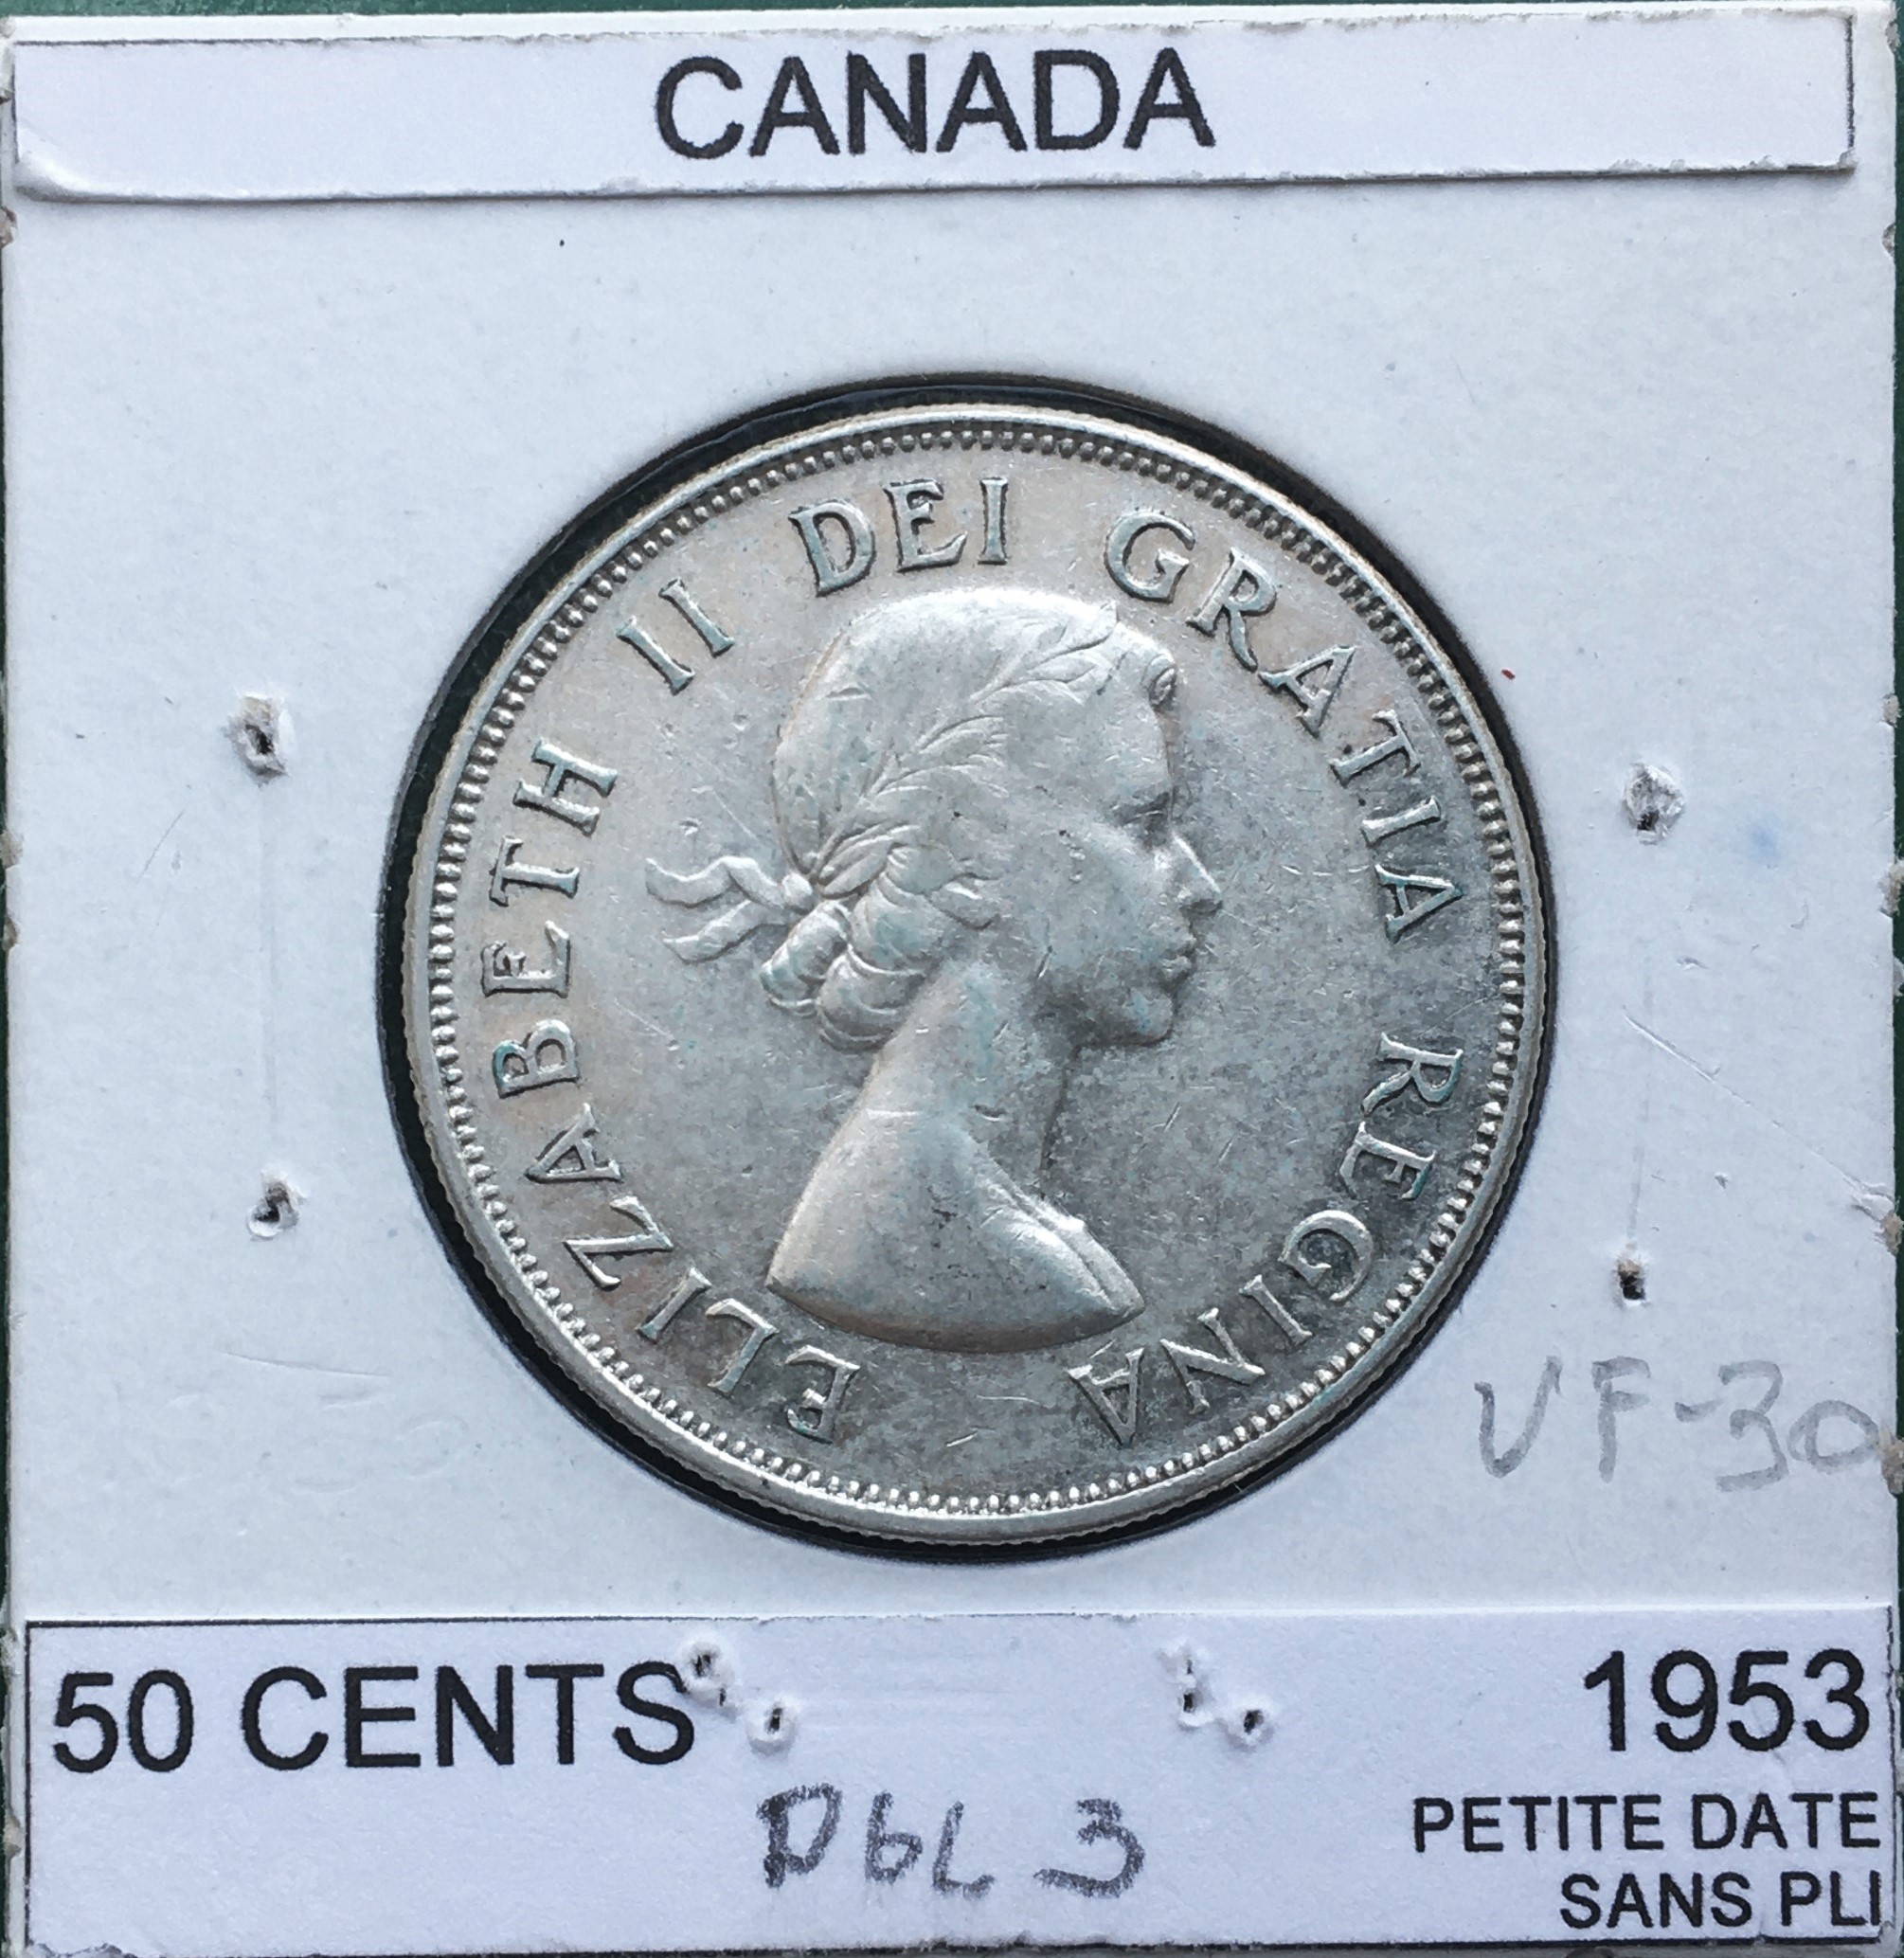 CANADA
ELIZABETH II DEI GRATIA REGINA
VF-30
50 CENTS 1953
DbL 3
PETITE DATE
SANS PLI